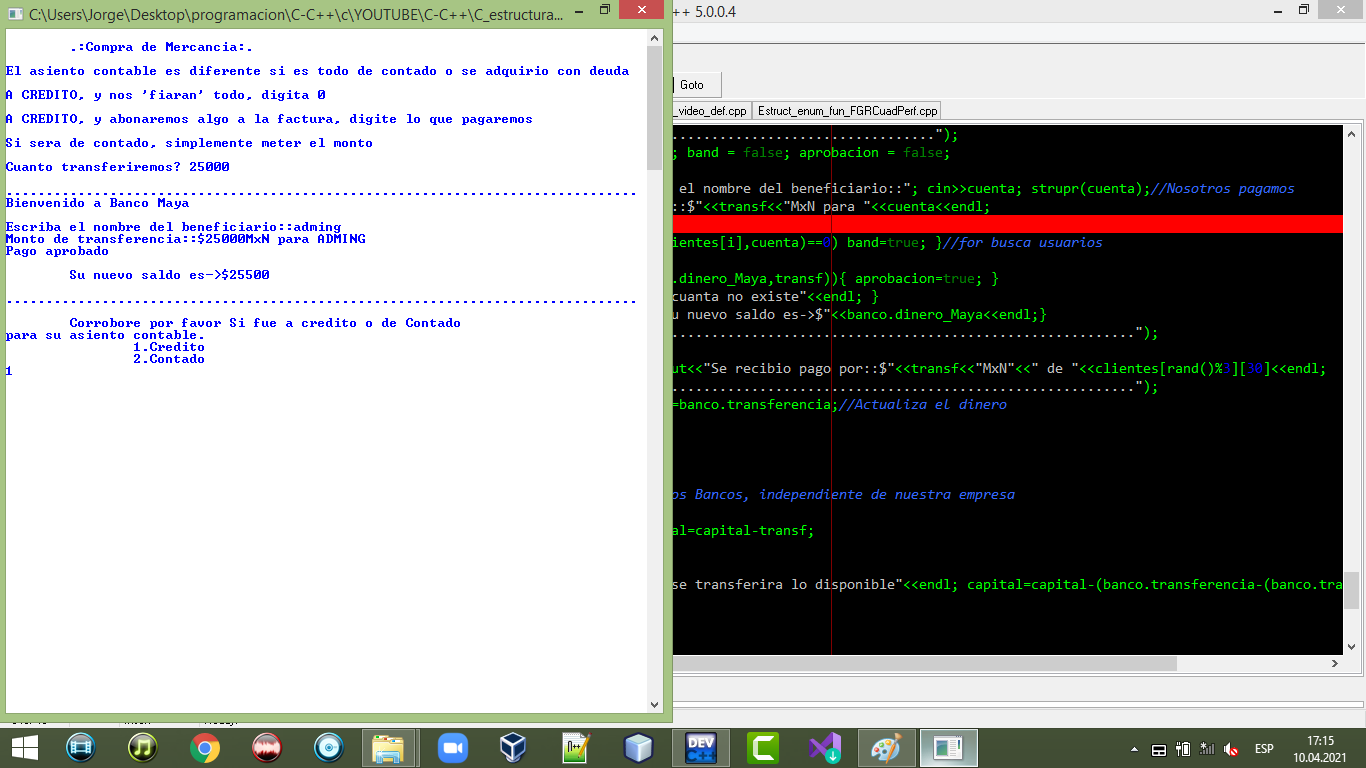 C:\Users\Jorge\Desktop\programacion\C-C++\c\YOUTUBE\C-C++\C_estructura...
++ 5.0.0.4
.:Compra de Mercancia:.
El asiento contable es diferente si es todo de contado o se adquirio con deuda
A CREDITO, y nos 'fiaran' todo, digita 0
A CREDITO, y abonaremos algo a la factura, digite lo que pagaremos
Si sera de contado, simplemente meter el monto
Cuanto transferiremos? 25000
...............................................................................
Bienvenido a Banco Maya
Escriba el nombre del beneficiario::adming
Monto de transferencia::$25000MxN para ADMING
Pago aprobado
Su nuevo saldo es->$25500
...............................................................................
Corrobore por favor Si fue a credito o de Contado
para su asiento contable.
1.Credito
2.Contado
1
Goto
_video_def.cpp
Estruct_enum_fun_FGRCuadPerf.cpp
................................");
; band = false; aprobacion = false;
el nombre del beneficiario::"; cin>>cuenta; strupr(cuenta);//Nosotros pagamos
::$"<<transf<<"MxN para "<<cuenta<<endl;
ientes[i],cuenta)==0) band=true; }//for busca usuarios
.dinero_Maya,transf)){ aprobacion=true; }
cuanta no existe"<<endl; }
u nuevo saldo es->$"<<banco.dinero_Maya<<endl;}
.........................................................");
ut<<"Se recibio pago por::$"<<transf<<"MxN"<<" de "<<clientes[rand()%3][30]<<endl;
.........................................................");
=banco.transferencia;//Actualiza el dinero
os Bancos, independiente de nuestra empresa
al=capital-transf;
se transferira lo disponible"<<endl; capital=capital-(banco.transferencia-(banco.tra
DEV
C++
ESP
17:15
10.04.2021